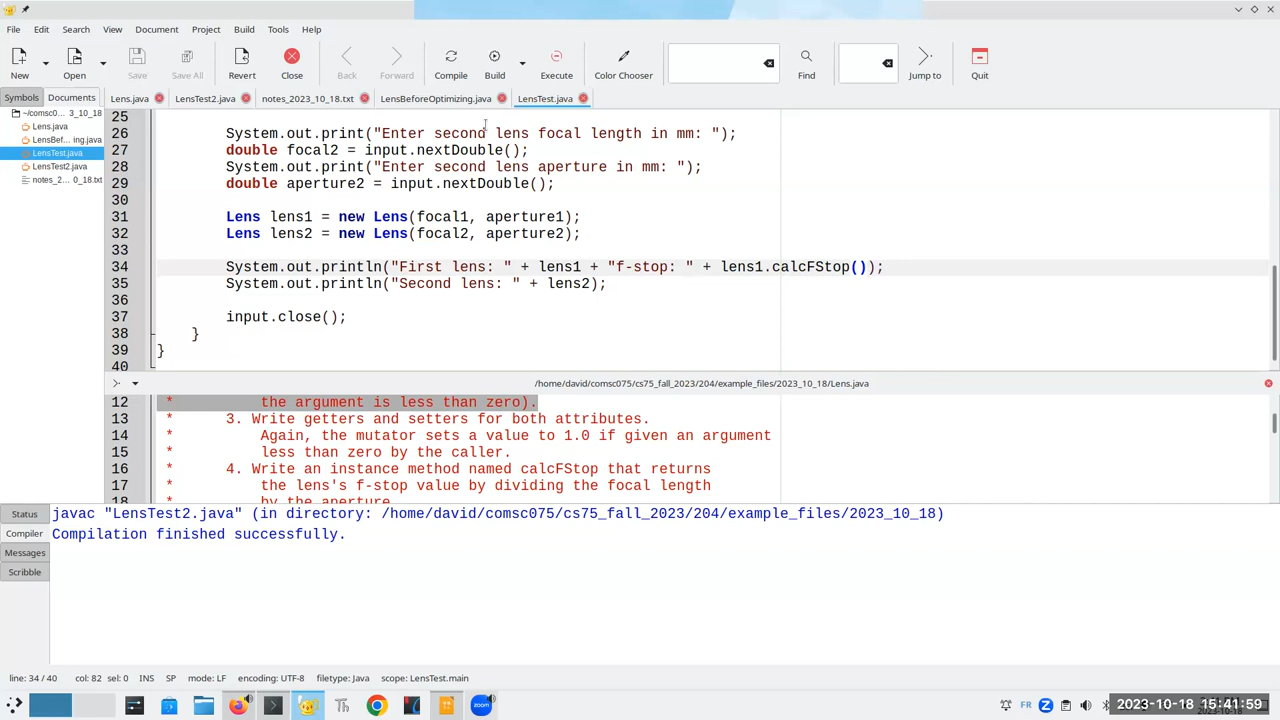 File Edit Search View Document Project Build Tools Help
New Open Save Save All Revert Close Back Forward Compile Build Execute Color Chooser Find Jump to Quit
Symbols Documents Lens.java LensTest2.java notes_2023_10_18.txt LensBeforeOptimizing.java LensTest.java
~/comsc0... 3_10_18
Lens.java
LensBef... ing.java
LensTest.java
LensTest2.java
notes_2... 0_18.txt
25
26 System.out.print("Enter second lens focal length in mm: ");
27 double focal2 = input.nextDouble();
28 System.out.print("Enter second lens aperture in mm: ");
29 double aperture2 = input.nextDouble();
30
31 Lens lens1 = new Lens(focal1, aperture1);
32 Lens lens2 = new Lens(focal2, aperture2);
33
34 System.out.println("First lens: " + lens1 + "f-stop: " + lens1.calcFStop());
35 System.out.println("Second lens: " + lens2);
36
37 input.close();
38 }
39 }
40
/home/david/comsc075/cs75_fall_2023/204/example_files/2023_10_18/Lens.java
12 * the argument is less than zero).
13 * 3. Write getters and setters for both attributes.
14 * Again, the mutator sets a value to 1.0 if given an argument
15 * less than zero by the caller.
16 * 4. Write an instance method named calcFStop that returns
17 * the lens's f-stop value by dividing the focal length
18 * by the aperture.
Status
Compiler
Messages
Scribble
javac "LensTest2.java" (in directory: /home/david/comsc075/cs75_fall_2023/204/example_files/2023_10_18)
Compilation finished successfully.
line: 34 / 40 col: 82 sel: 0 INS SP mode: LF encoding: UTF-8 filetype: Java scope: LensTest.main
Th zoom FR Z 2023-10-18 15:41:59